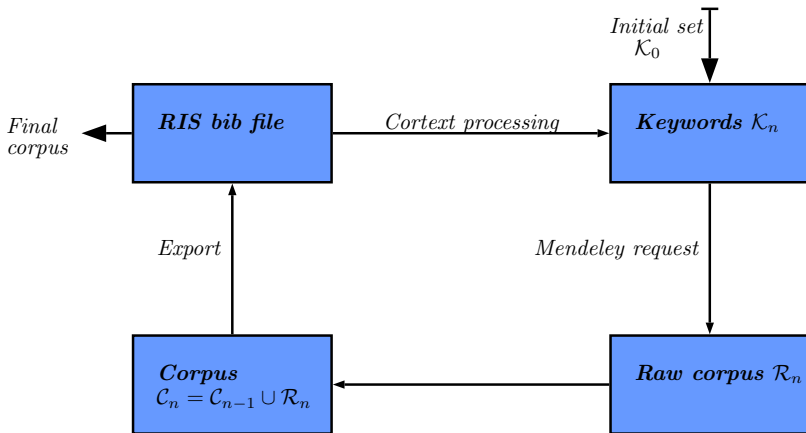 Initial set
𝒦₀
RIS bib file
Cortext processing
Keywords 𝒦ₙ
Final
corpus
Export
Mendeley request
Corpus
𝒞ₙ = 𝒞ₙ₋₁ ∪ ℛₙ
Raw corpus ℛₙ